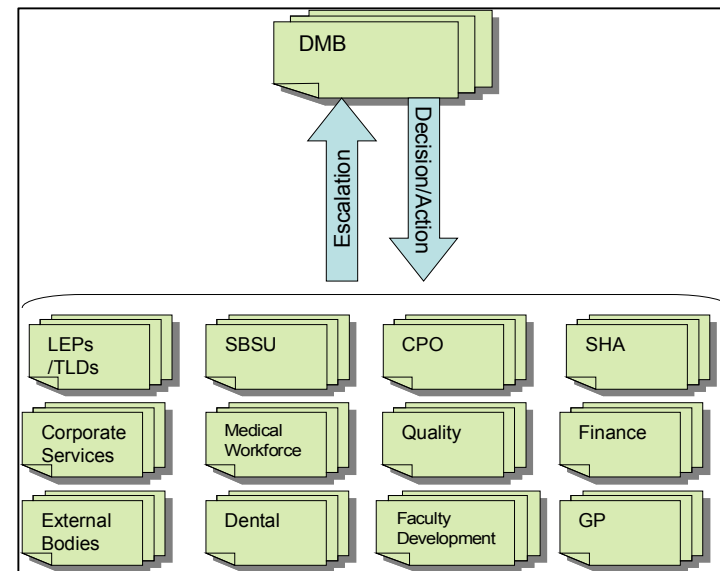 DMB
Escalation
Decision/Action
LEPs
/TLDs
SBSU
CPO
SHA
Corporate
Services
Medical
Workforce
Quality
Finance
External
Bodies
Dental
Faculty
Development
GP